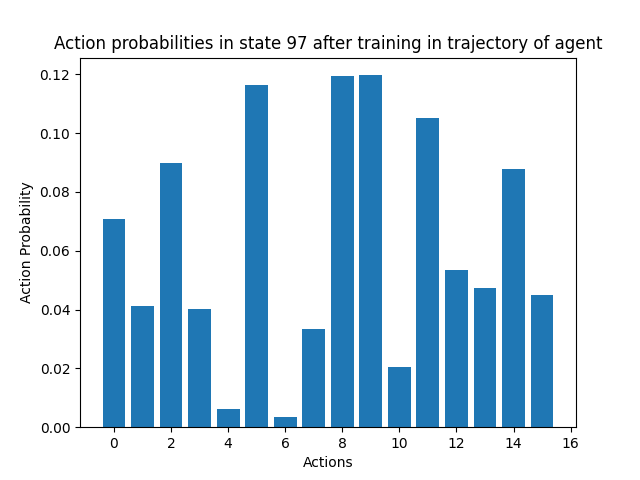 Action probabilities in state 97 after training in trajectory of agent
0.12
0.10
0.08
0.06
0.04
0.02
0.00
Action Probability
0 2 4 6 8 10 12 14 16
Actions